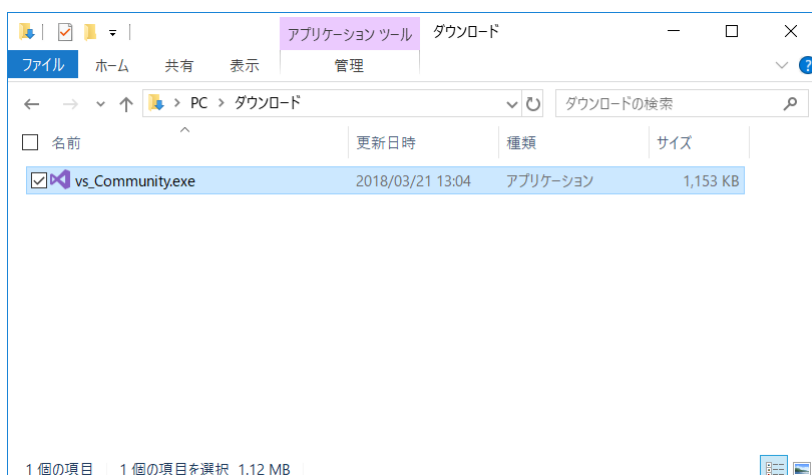 アプリケーション ツール ダウンロード
ファイル ホーム 共有 表示 管理
PC ダウンロード ダウンロードの検索
名前 更新日時 種類 サイズ
vs_Community.exe 2018/03/21 13:04 アプリケーション 1,153 KB
1 個の項目 1 個の項目を選択 1.12 MB